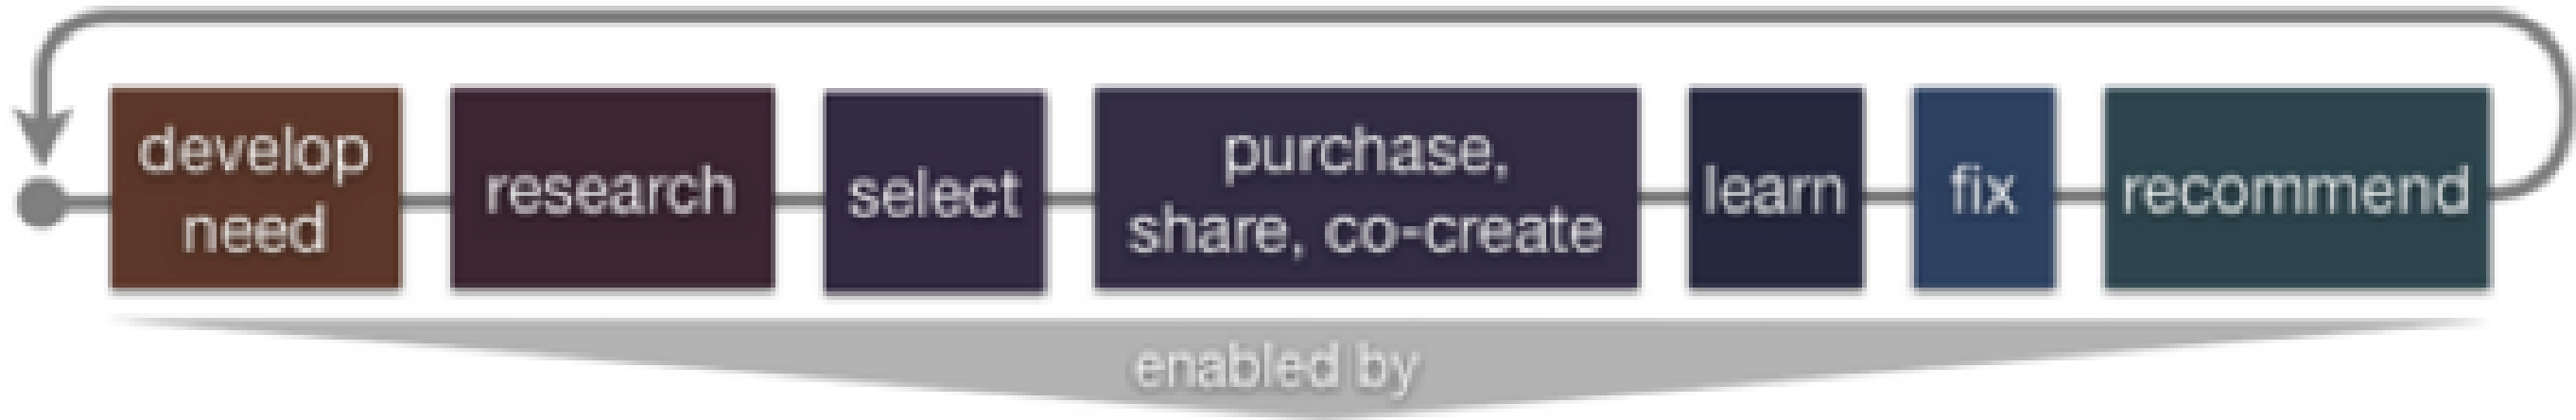 develop
need
research
select
purchase,
share, co-create
learn
fix
recommend
enabled by